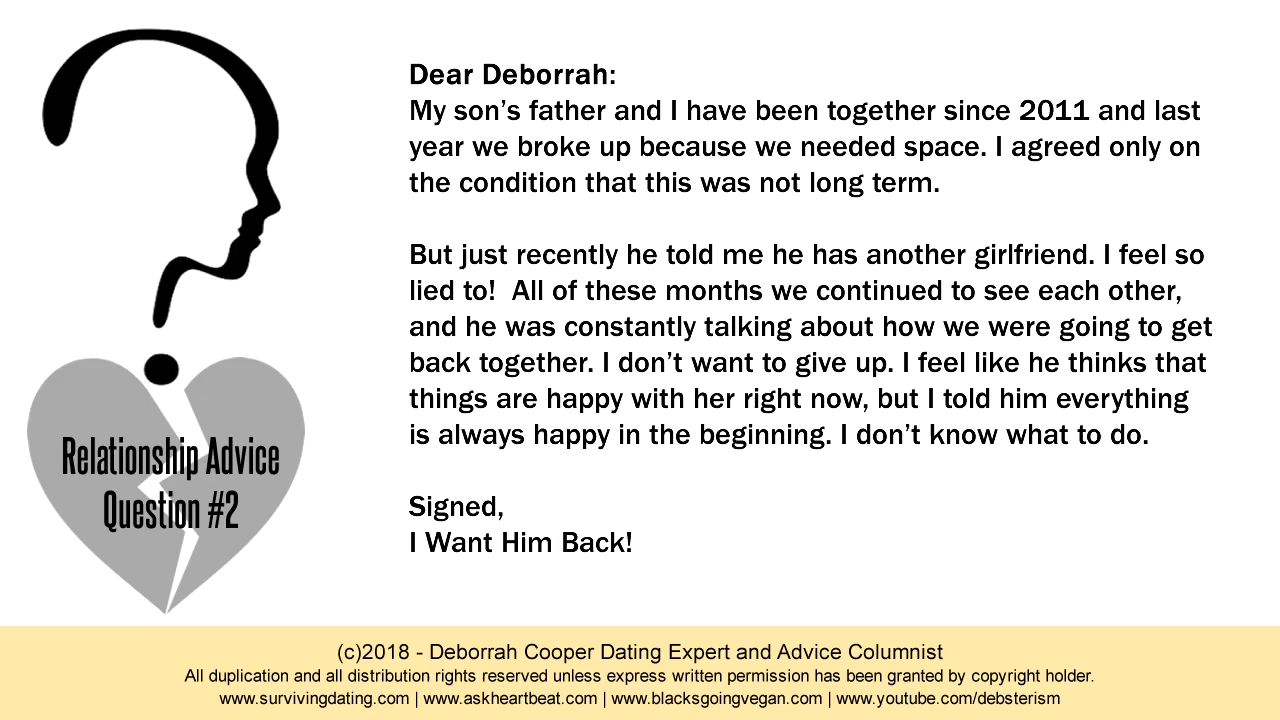 Dear Deborrah:
My son’s father and I have been together since 2011 and last
year we broke up because we needed space. I agreed only on
the condition that this was not long term.
But just recently he told me he has another girlfriend. I feel so
lied to!  All of these months we continued to see each other,
and he was constantly talking about how we were going to get
back together. I don’t want to give up. I feel like he thinks that
things are happy with her right now, but I told him everything
is always happy in the beginning. I don’t know what to do.
Signed,
I Want Him Back!
Relationship Advice
Question #2
(c)2018 - Deborrah Cooper Dating Expert and Advice Columnist
All duplication and all distribution rights reserved unless express written permission has been granted by copyright holder.
www.survivingdating.com | www.askheartbeat.com | www.blacksgoingvegan.com | www.youtube.com/debsterism